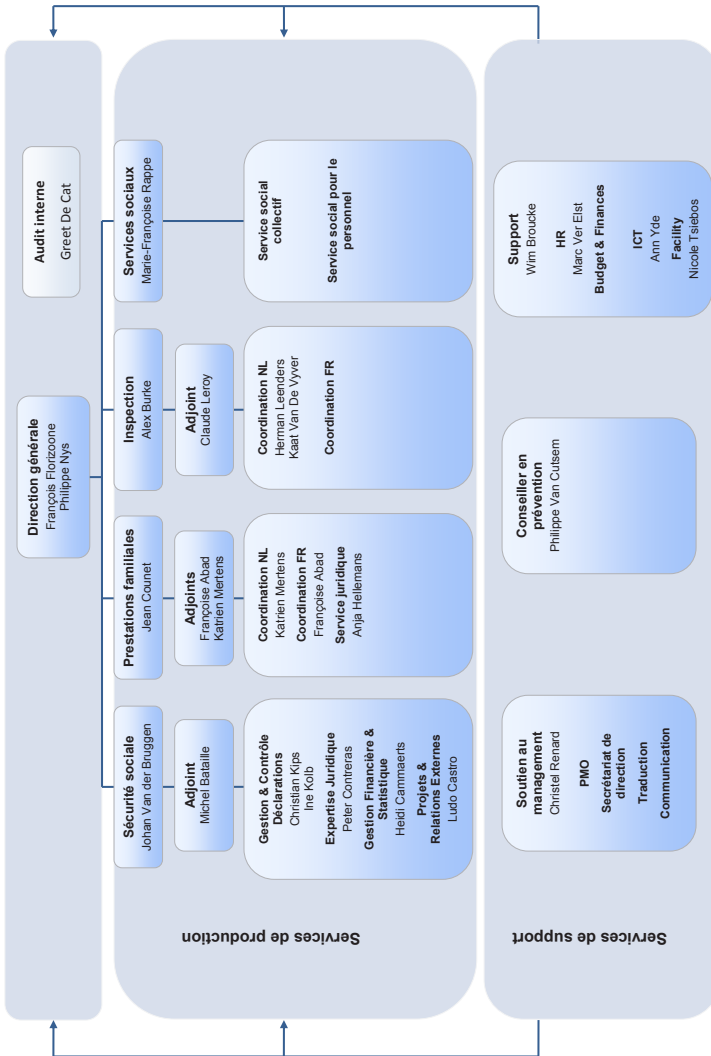 Direction générale
François Florizoone
Philippe Nys
Audit interne
Greet De Cat
Services de production
Sécurité sociale
Johan Van der Bruggen
Adjoint
Michel Bataille
Gestion & Contrôle
Déclarations
Christian Kips
Ine Kolb
Expertise Juridique
Peter Contreras
Gestion Financière &
Statistique
Heidi Cammaerts
Projets &
Relations Externes
Ludo Castro
Prestations familiales
Jean Counet
Adjoints
Françoise Abad
Katrien Mertens
Coordination NL
Katrien Mertens
Coordination FR
Françoise Abad
Service juridique
Anja Hellemans
Inspection
Alex Burke
Adjoint
Claude Leroy
Coordination NL
Herman Leenders
Kaat Van De Vyver
Coordination FR
Services sociaux
Marie-Françoise Rappe
Service social
collectif
Service social pour le
personnel
Services de support
Soutien au
management
Christel Renard
PMO
Secrétariat de
direction
Traduction
Communication
Conseiller en
prévention
Philippe Van Cutsem
Support
Wim Broucke
HR
Marc Ver Elst
Budget & Finances
ICT
Ann Yde
Facility
Nicole Tsiebos